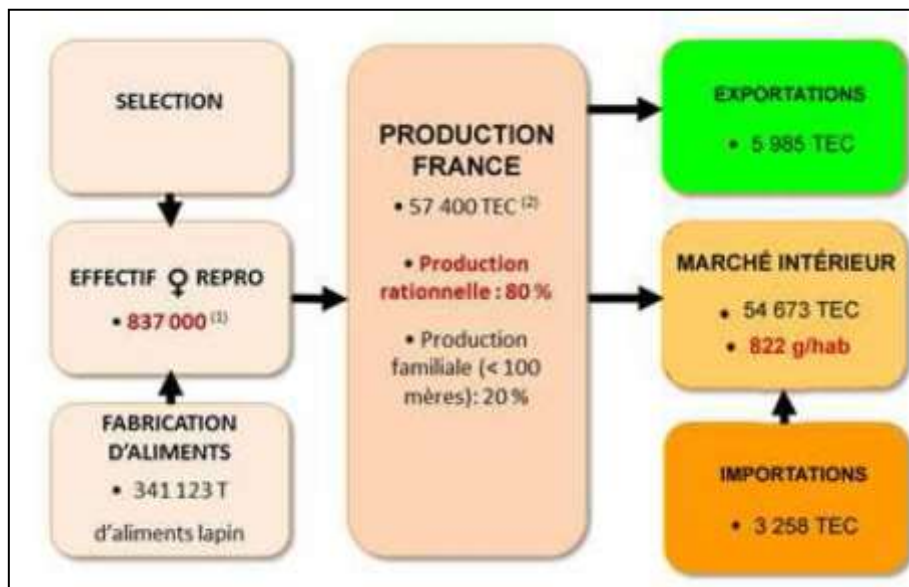 SELECTION
EFFECTIF ♀ REPRO
• 837 000 (1)
FABRICATION
D'ALIMENTS
• 341 123 T
d'aliments lapin
PRODUCTION
FRANCE
• 57 400 TEC (2)
• Production
rationnelle : 80 %
• Production
familiale (< 100
mères): 20 %
EXPORTATIONS
• 5 985 TEC
MARCHÉ INTÉRIEUR
• 54 673 TEC
• 822 g/hab
IMPORTATIONS
• 3 258 TEC